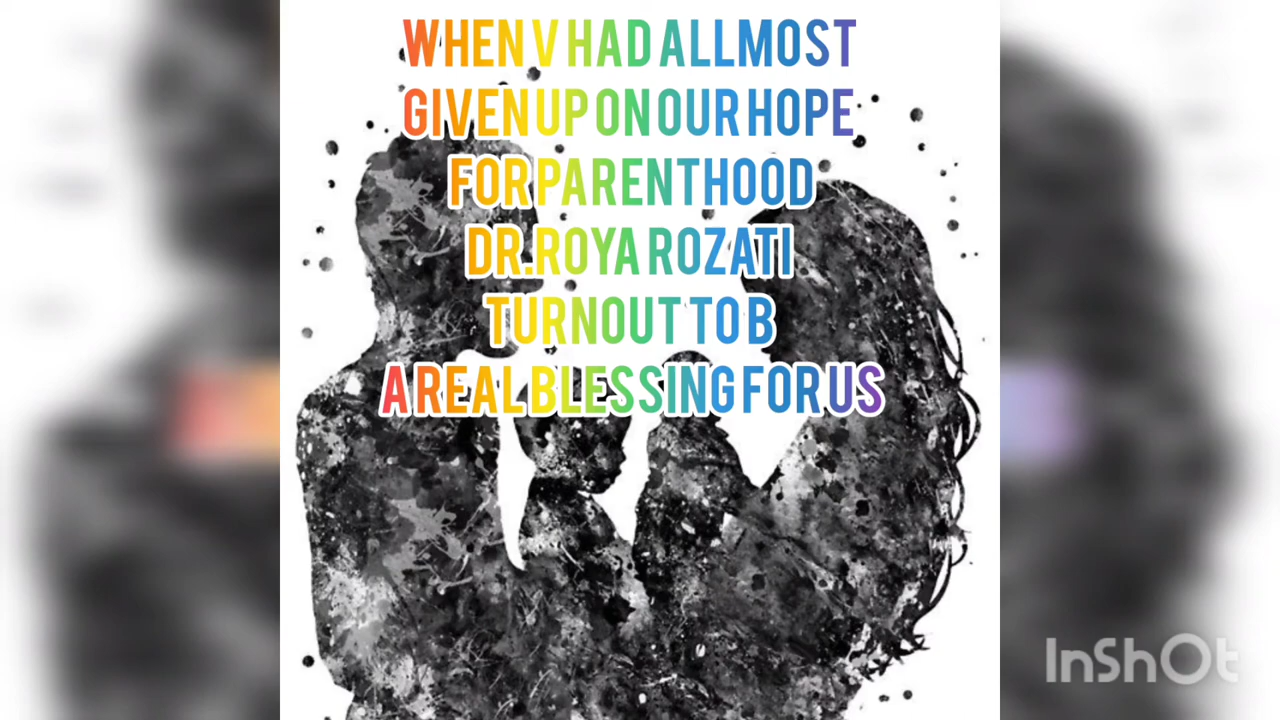 WHEN V HAD ALLMOST
GIVEN UP ON OUR HOPE
FOR PARENTHOOD
DR.ROYA ROZATI
TURNOUT TO B
A REAL BLESSING FOR US
InShOt